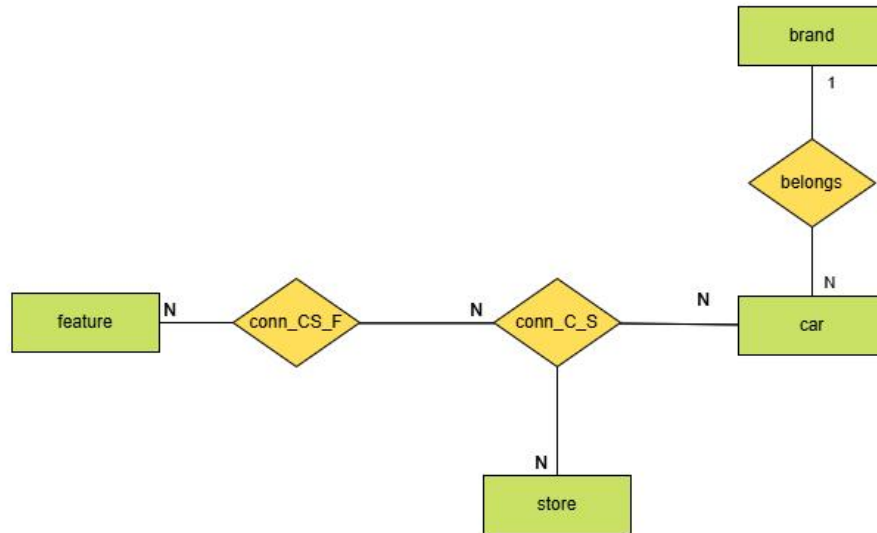 brand
1
belongs
N
feature
N
conn_CS_F
N
conn_C_S
N
car
N
store